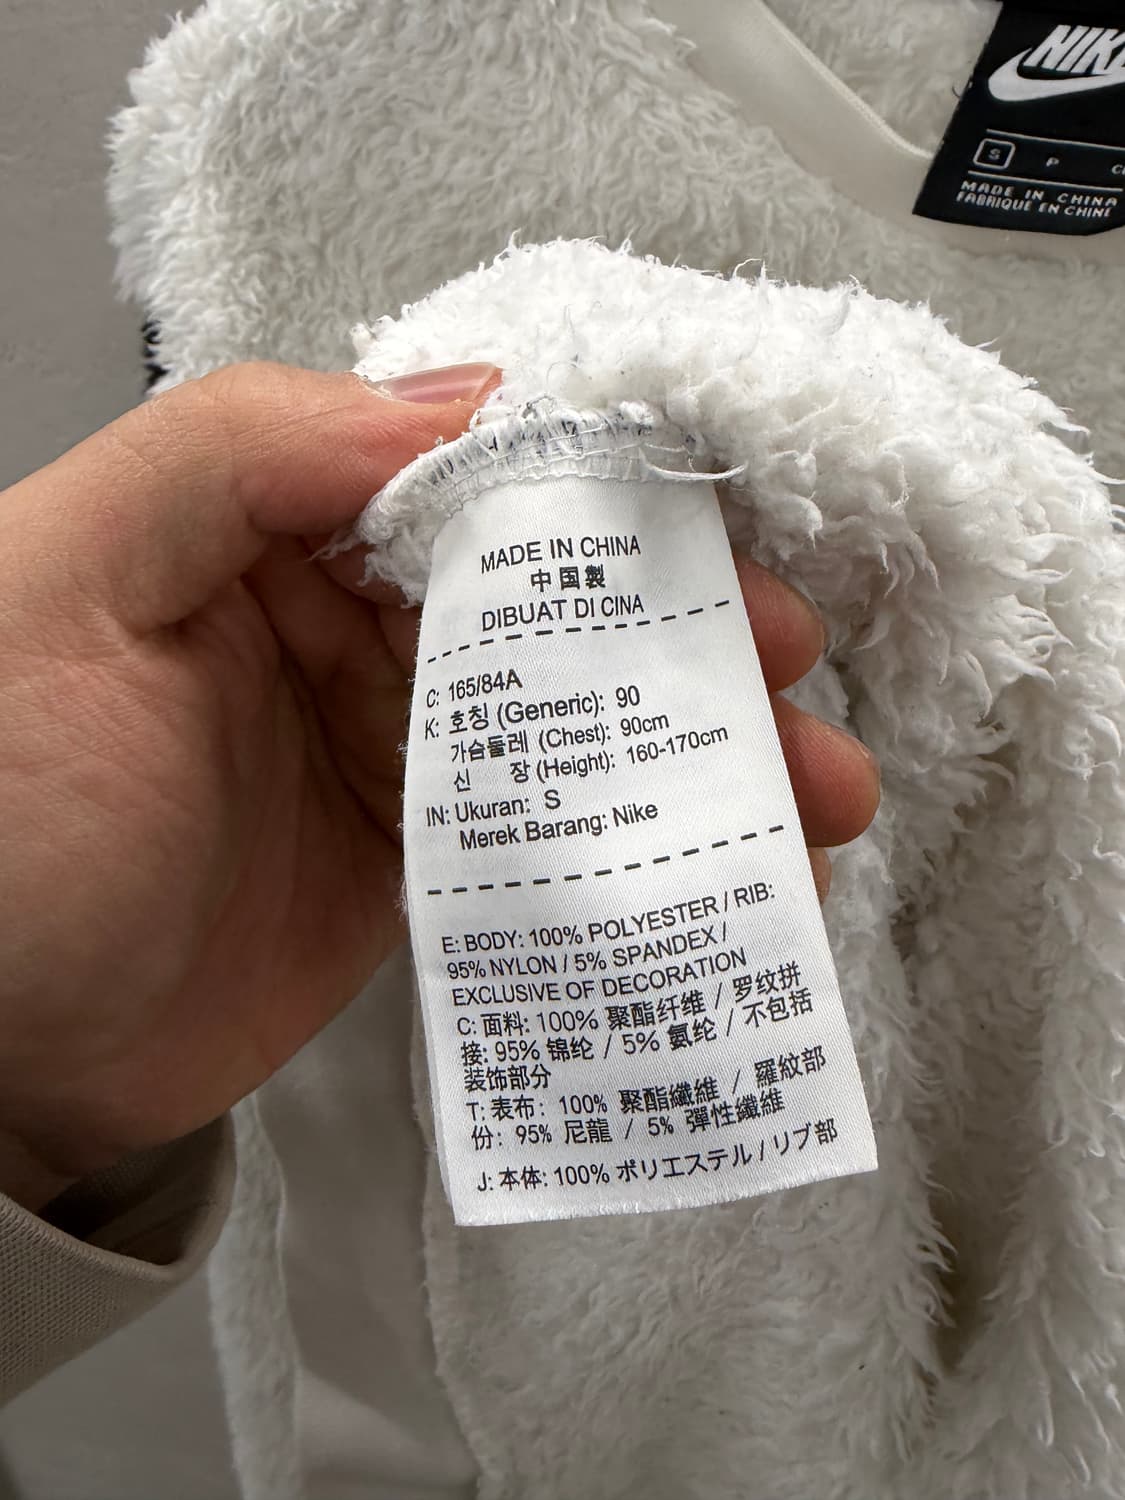 NIKE
S P
MADE IN CHINA
FABRIQUE EN CHINE
MADE IN CHINA
中国製
DIBUAT DI CINA
C: 165/84A
K: 호칭 (Generic): 90
가슴둘레 (Chest): 90cm
신 장 (Height): 160-170cm
IN: Ukuran: S
Merek Barang: Nike
E: BODY: 100% POLYESTER / RIB:
95% NYLON / 5% SPANDEX /
EXCLUSIVE OF DECORATION
C: 面料: 100% 聚酯纤维 / 罗纹拼
接: 95% 锦纶 / 5% 氨纶 / 不包括
装饰部分
T: 表布: 100% 聚酯纖維 / 羅紋部
份: 95% 尼龍 / 5% 彈性纖維
J: 本体: 100% ポリエステル / リブ部